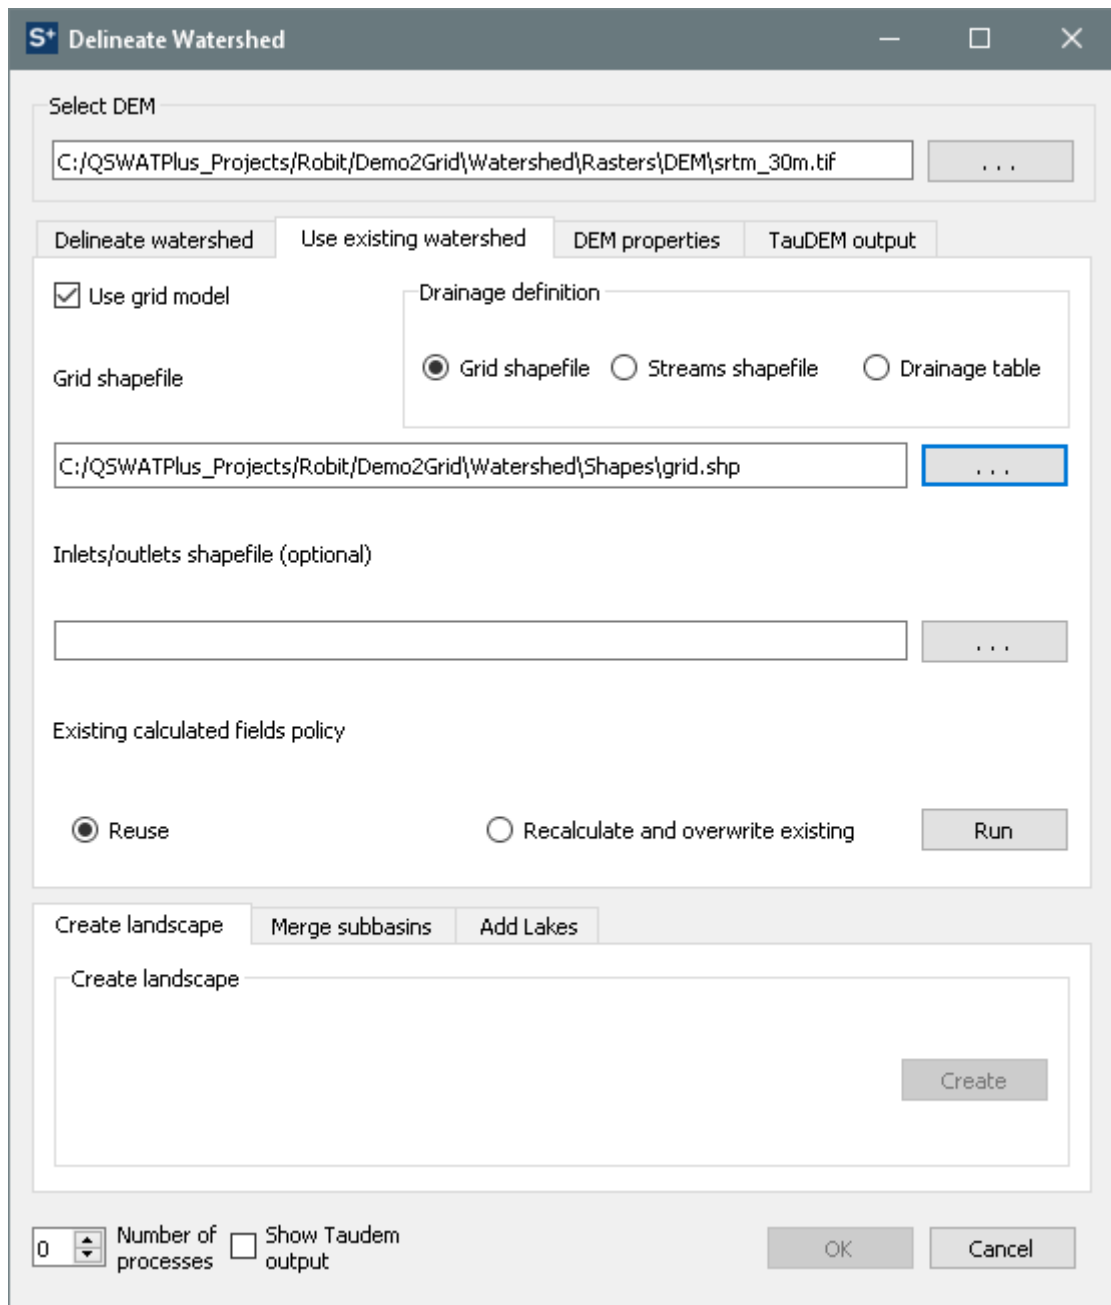 S+ Delineate Watershed
Select DEM
C:/QSWATPlus_Projects/Robit/Demo2Grid\Watershed\Rasters\DEM\srtm_30m.tif
. . .
Delineate watershed Use existing watershed DEM properties TauDEM output
Use grid model
Drainage definition
Grid shapefile
Grid shapefile Streams shapefile Drainage table
C:/QSWATPlus_Projects/Robit/Demo2Grid\Watershed\Shapes\grid.shp
. . .
Inlets/outlets shapefile (optional)
. . .
Existing calculated fields policy
Reuse Recalculate and overwrite existing Run
Create landscape Merge subbasins Add Lakes
Create landscape
Create
0 Number of processes
Show Taudem output
OK Cancel